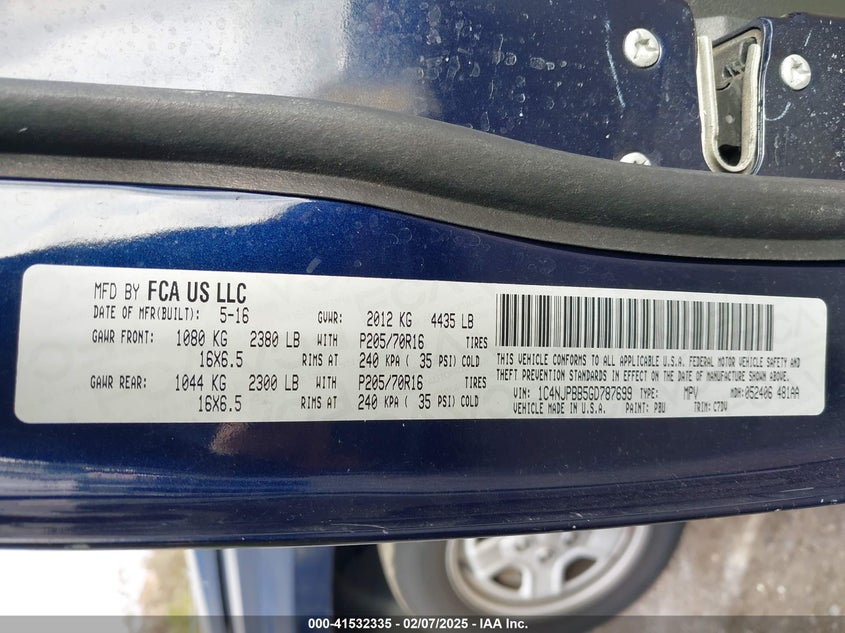 MFD BY FCA US LLC
DATE OF MFR(BUILT): 5-16 GVWR: 2012 KG 4435 LB
GAWR FRONT: 1080 KG 2380 LB WITH P205/70R16 TIRES
16X6.5 RIMS AT 240 KPA ( 35 PSI) COLD
GAWR REAR: 1044 KG 2300 LB WITH P205/70R16 TIRES
16X6.5 RIMS AT 240 KPA ( 35 PSI) COLD
THIS VEHICLE CONFORMS TO ALL APPLICABLE U.S.A. FEDERAL MOTOR VEHICLE SAFETY AND
THEFT PREVENTION STANDARDS IN EFFECT ON THE DATE OF MANUFACTURE SHOWN ABOVE.
VIN: 1C4NJPBB5GD787699 TYPE: MPV MDH: 052406 481AA
VEHICLE MADE IN U.S.A. PAINT: PBU TRIM: C7DV
000-41532335 - 02/07/2025 - IAA Inc.